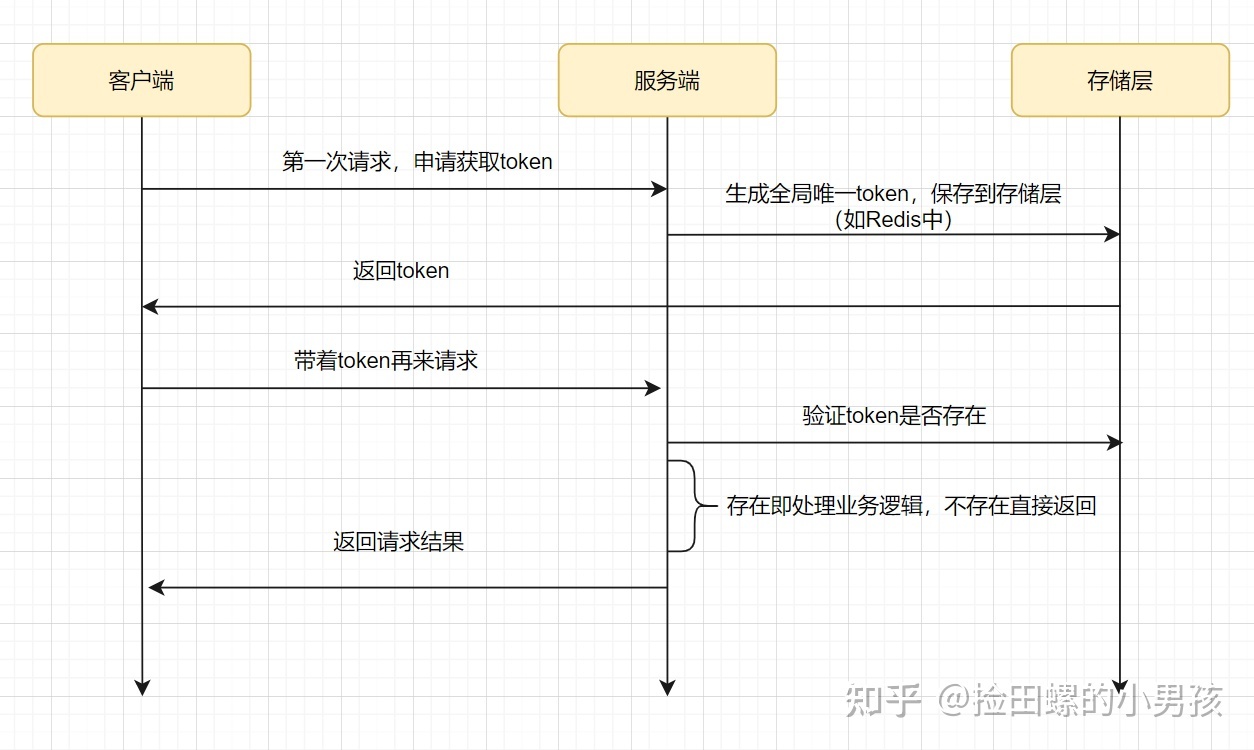 客户端
服务端
存储层
第一次请求，申请获取token
生成全局唯一token，保存到存储层
（如Redis中）
返回token
带着token再来请求
验证token是否存在
存在即处理业务逻辑，不存在直接返回
返回请求结果
知乎 @捡田螺的小男孩